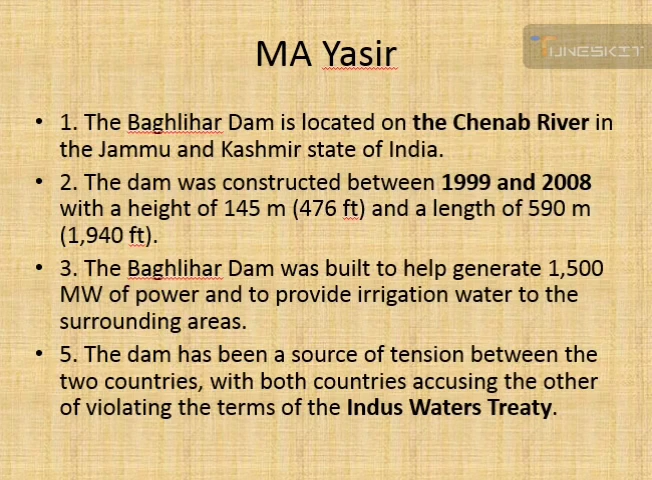 MA Yasir
TUNESKIT
• 1. The Baghlihar Dam is located on the Chenab River in
the Jammu and Kashmir state of India.
• 2. The dam was constructed between 1999 and 2008
with a height of 145 m (476 ft) and a length of 590 m
(1,940 ft).
• 3. The Baghlihar Dam was built to help generate 1,500
MW of power and to provide irrigation water to the
surrounding areas.
• 5. The dam has been a source of tension between the
two countries, with both countries accusing the other
of violating the terms of the Indus Waters Treaty.